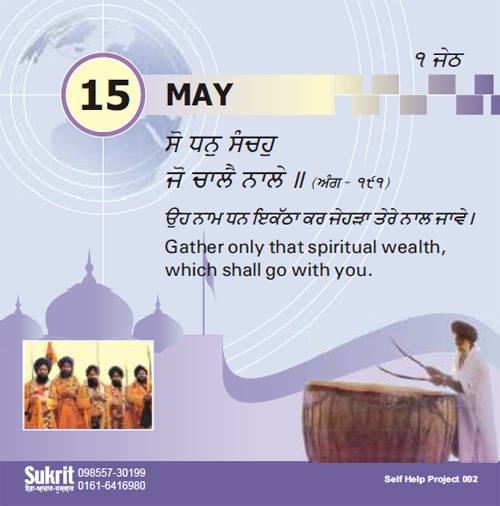 ੧ ਜੇਠ
15 MAY
ਸੋ ਧਨੁ ਸੰਚਹੁ
ਜੋ ਚਾਲੈ ਨਾਲੇ ॥ (ਅੰਗ - ੧੯੧)
ਉਹ ਨਾਮ ਧਨ ਇਕੱਠਾ ਕਰ ਜੇਹੜਾ ਤੇਰੇ ਨਾਲ ਜਾਵੇ।
Gather only that spiritual wealth,
which shall go with you.
Sukrit 098557-30199
0161-6416980
Self Help Project 002